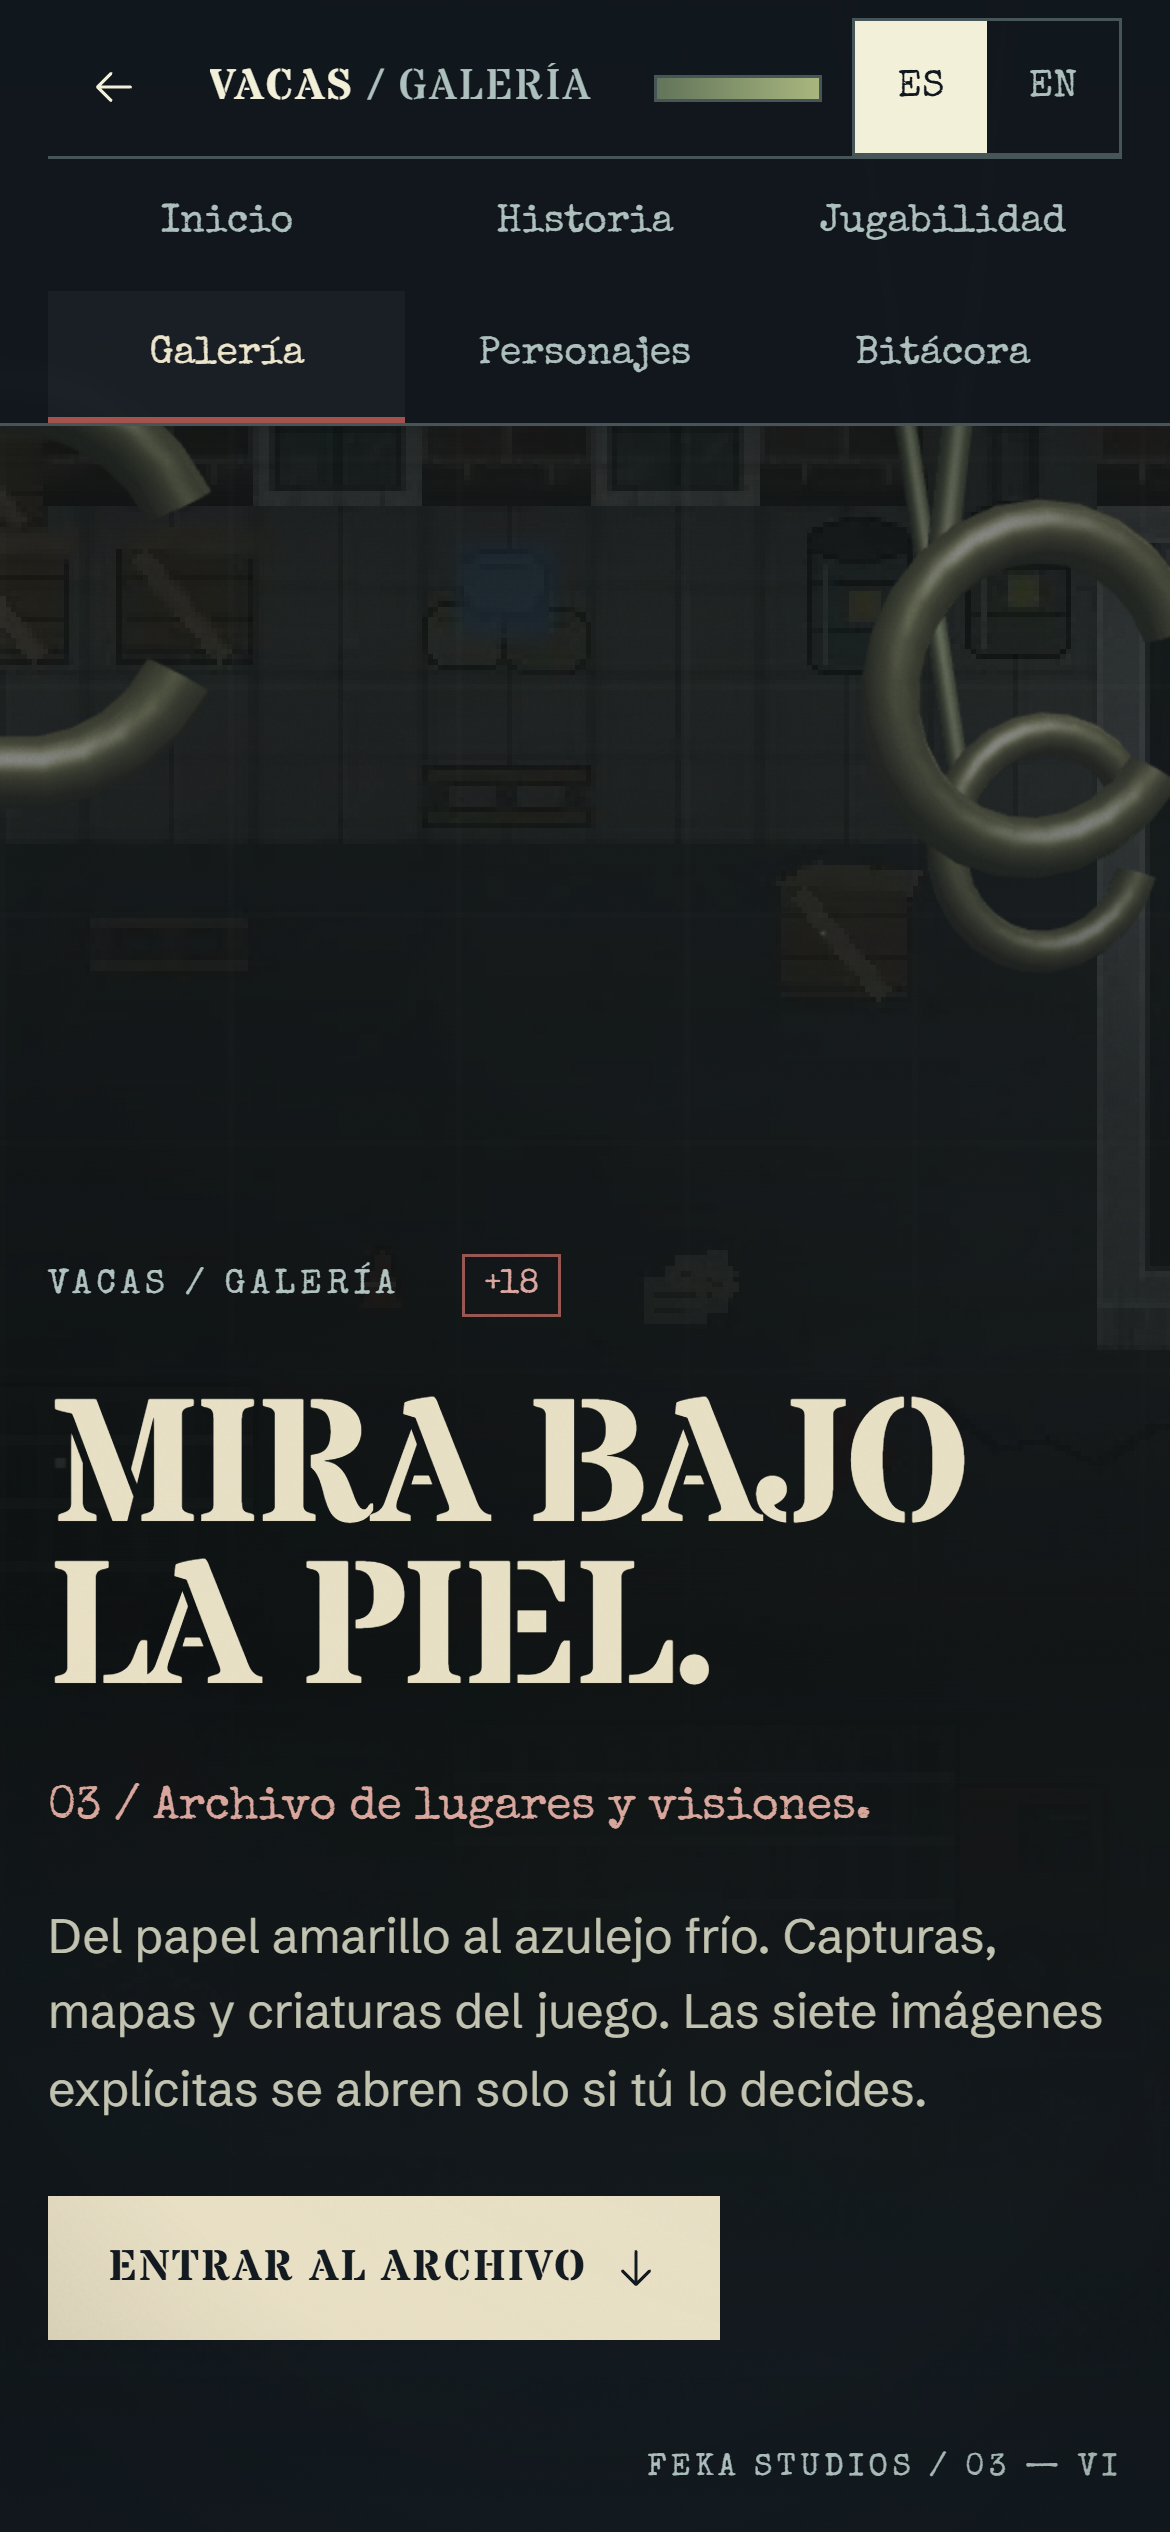 ← VACAS / GALERÍA ES EN
Inicio Historia Jugabilidad
Galería Personajes Bitácora
VACAS / GALERÍA +18
MIRA BAJO
LA PIEL.
03 / Archivo de lugares y visiones.
Del papel amarillo al azulejo frío. Capturas,
mapas y criaturas del juego. Las siete imágenes
explícitas se abren solo si tú lo decides.
ENTRAR AL ARCHIVO ↓
FEKA STUDIOS / 03 — VI